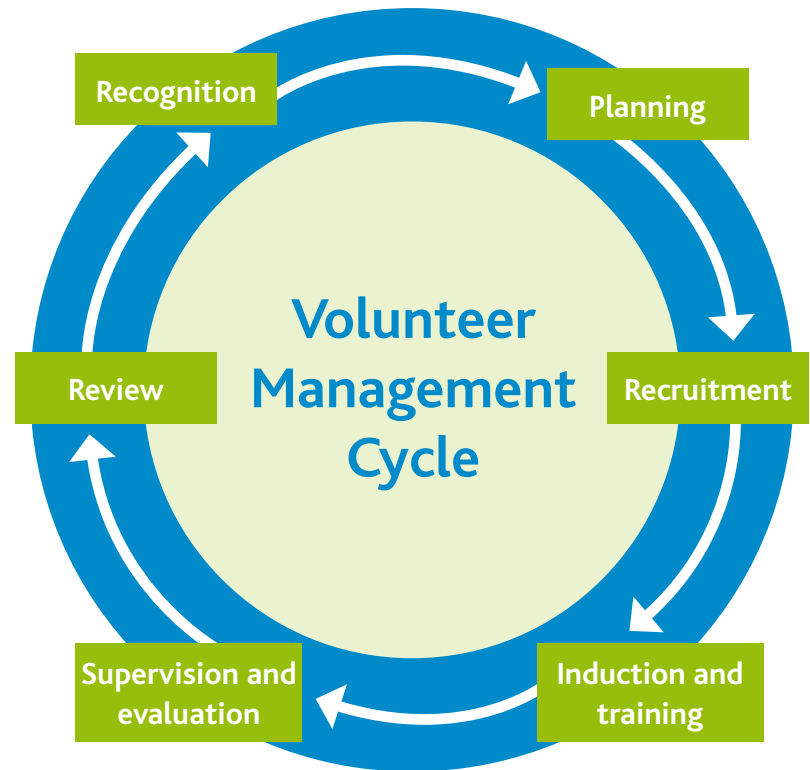 Recognition
Planning
Volunteer
Management
Cycle
Review
Recruitment
Supervision and
evaluation
Induction and
training